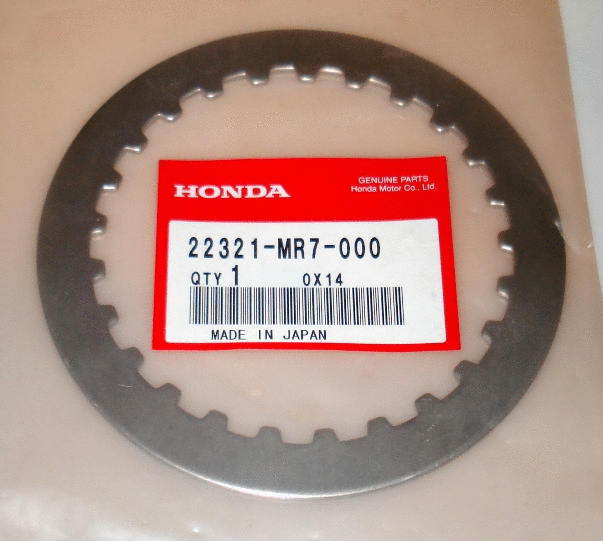 HONDA
GENUINE PARTS
Honda Motor Co., Ltd.
22321-MR7-000
QTY 1 0X14
MADE IN JAPAN